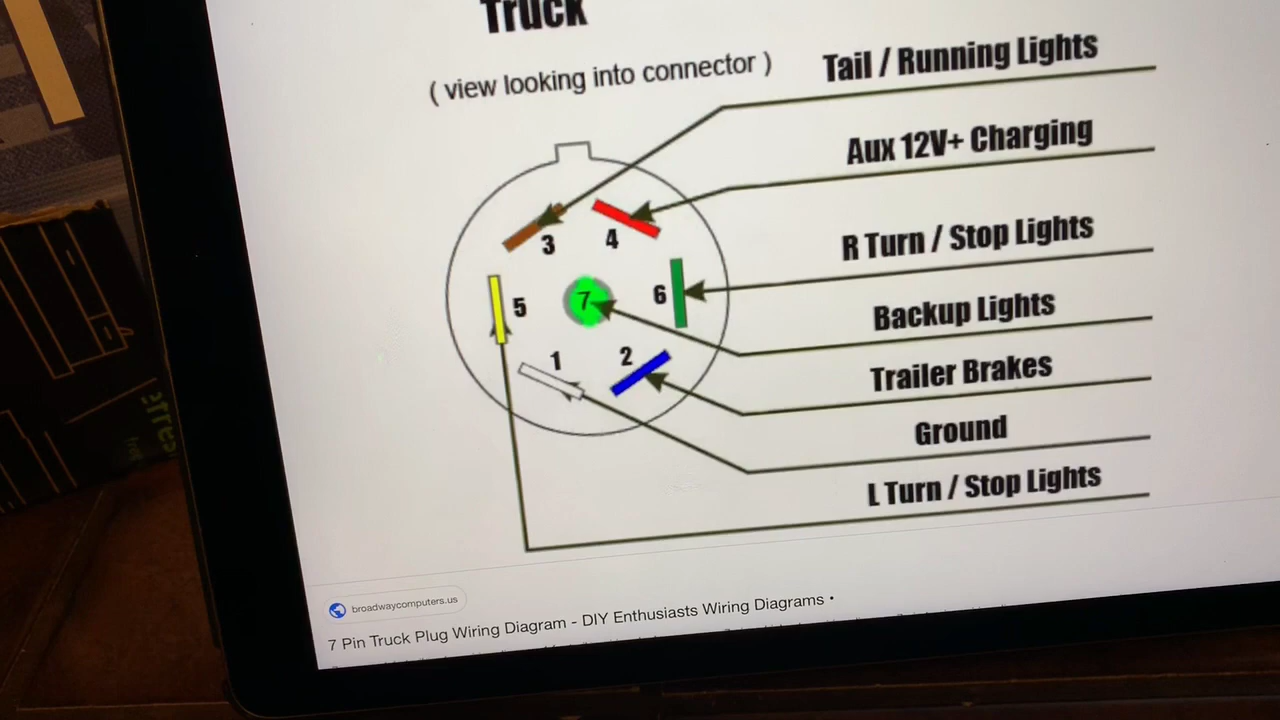 Truck
( view looking into connector )
Tail / Running Lights
Aux 12V+ Charging
R Turn / Stop Lights
Backup Lights
Trailer Brakes
Ground
L Turn / Stop Lights
3
4
5
7
6
1
2
broadwaycomputers.us
7 Pin Truck Plug Wiring Diagram - DIY Enthusiasts Wiring Diagrams •